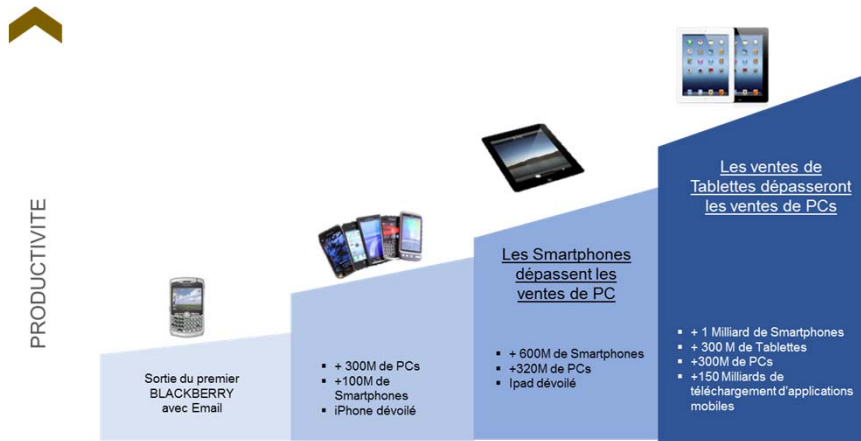 PRODUCTIVITE
Sortie du premier
BLACKBERRY
avec Email
▪ + 300M de PCs
▪ +100M de
Smartphones
▪ iPhone dévoilé
Les Smartphones
dépassent les
ventes de PC
▪ + 600M de Smartphones
▪ +320M de PCs
▪ Ipad dévoilé
Les ventes de
Tablettes dépasseront
les ventes de PCs
▪ + 1 Milliard de Smartphones
▪ + 300 M de Tablettes
▪ +300M de PCs
▪ +150 Milliards de
téléchargement d'applications
mobiles